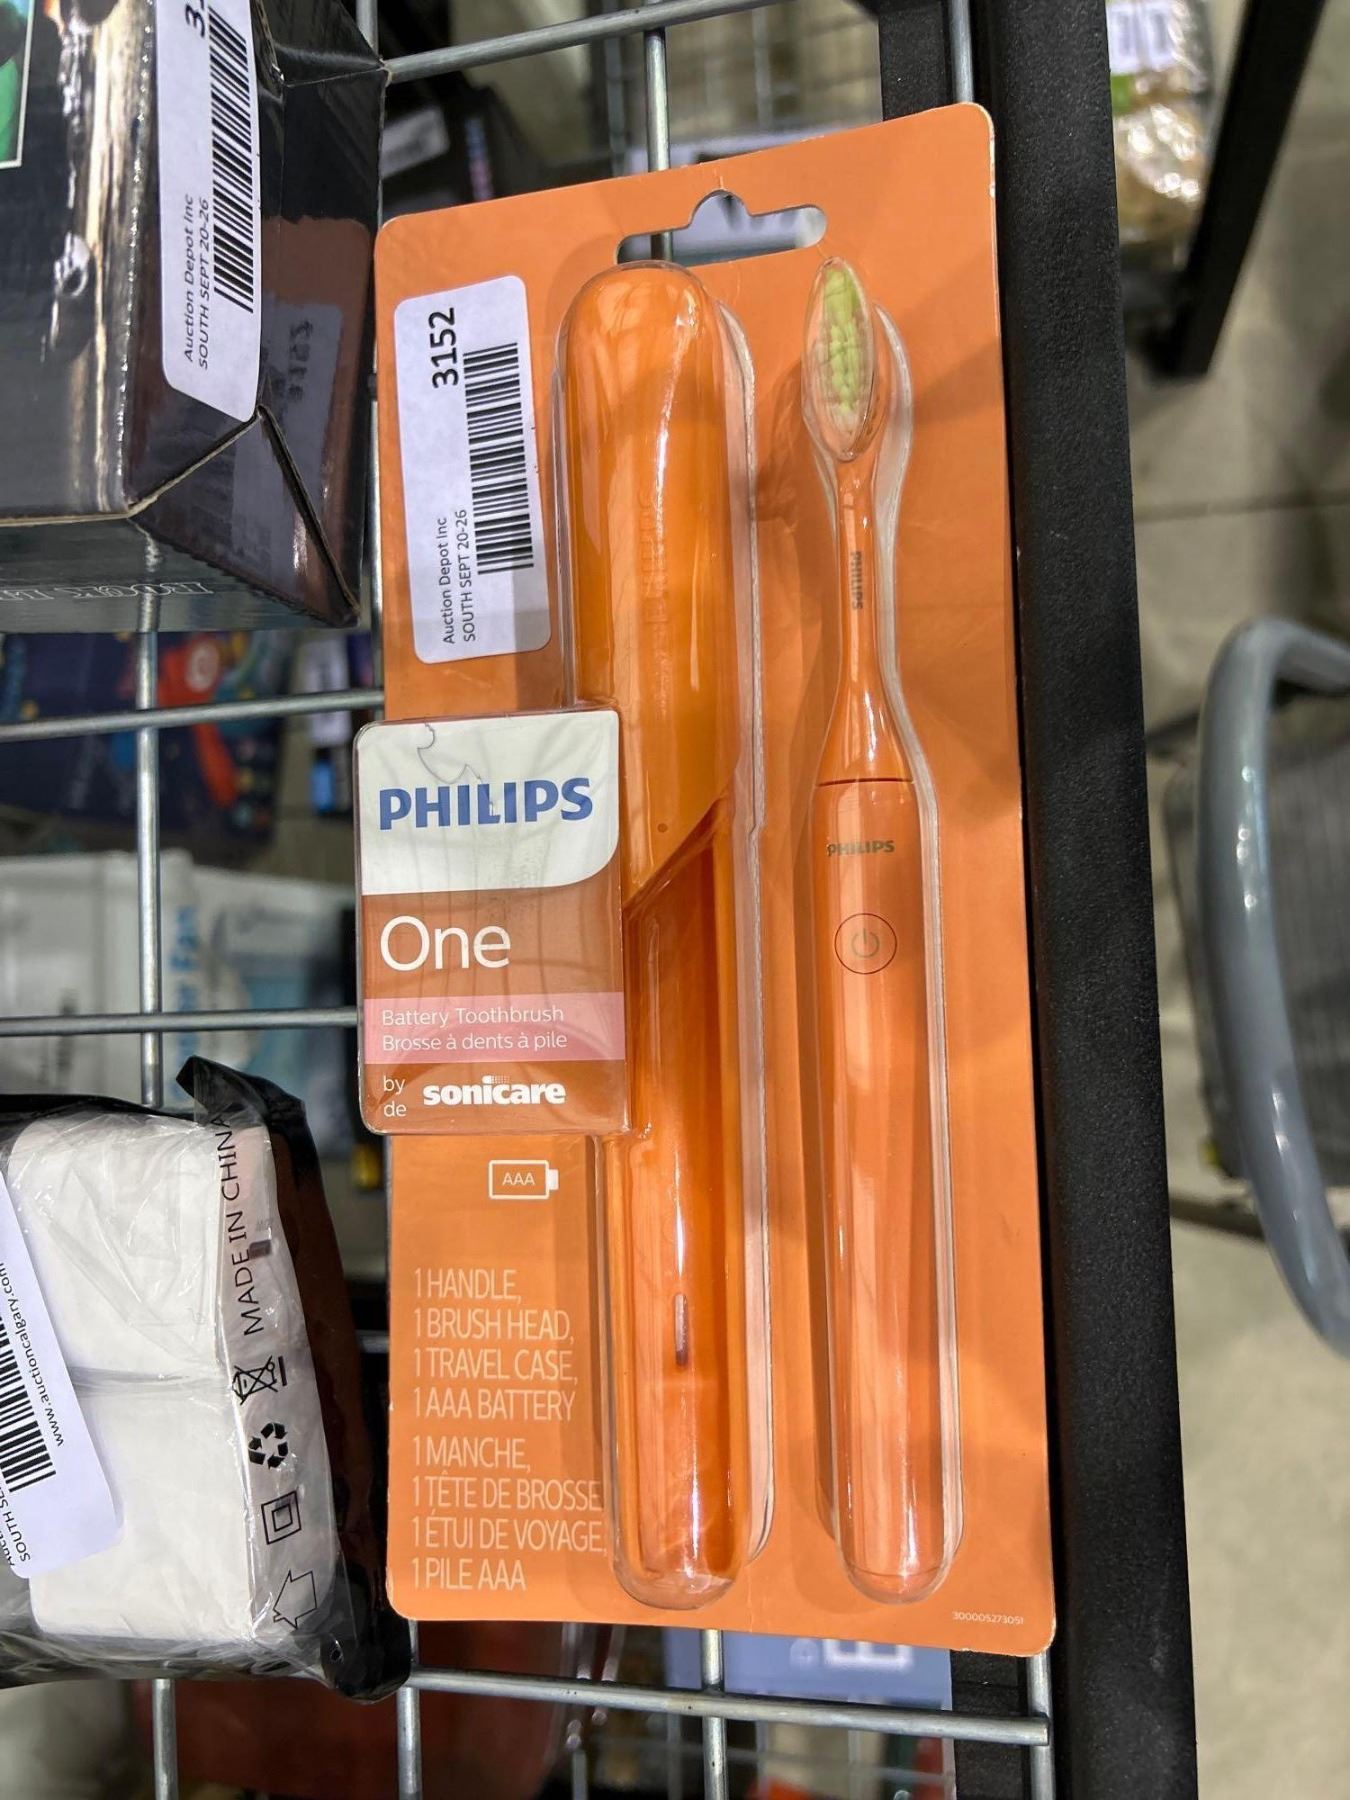 Auction Depot Inc
SOUTH SEPT 20-26
3152
Auction Depot Inc
SOUTH SEPT 20-26
PHILIPS
PHILIPS
PHILIPS
One
Battery Toothbrush
Brosse à dents à pile
by
de
sonicare
AAA
1 HANDLE,
1 BRUSH HEAD,
1 TRAVEL CASE,
1 AAA BATTERY
1 MANCHE,
1 TÊTE DE BROSSE
1 ÉTUI DE VOYAGE,
1 PILE AAA
300005273051
MADE IN CHINA
www.auctioncalgary.com